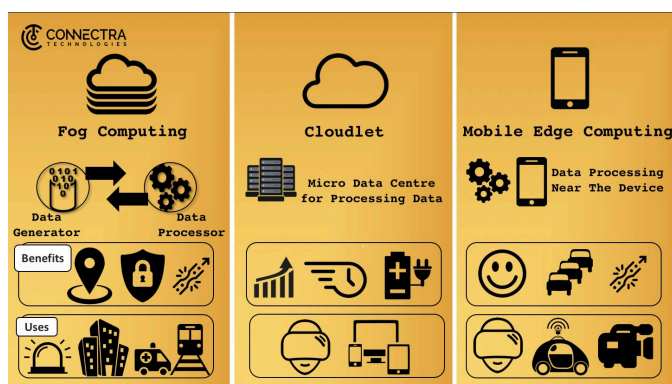 CONNECTRA
TECHNOLOGIES
Fog Computing
0101
010
10
0
Data
Generator
Data
Processor
Benefits
Uses
Cloudlet
Micro Data Centre
for Processing Data
Mobile Edge Computing
Data Processing
Near The Device